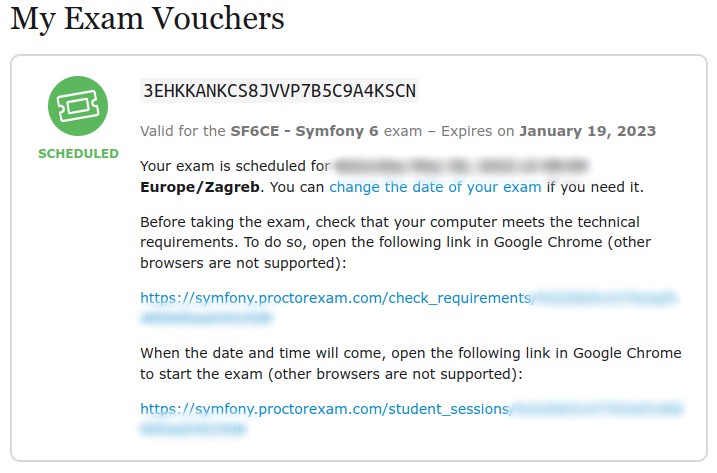 My Exam Vouchers
3EHKKANKCS8JVVP7B5C9A4KSCN
Valid for the SF6CE - Symfony 6 exam – Expires on January 19, 2023
SCHEDULED
Your exam is scheduled for
Europe/Zagreb. You can change the date of your exam if you need it.
Before taking the exam, check that your computer meets the technical
requirements. To do so, open the following link in Google Chrome (other
browsers are not supported):
https://symfony.proctorexam.com/check_requirements/
When the date and time will come, open the following link in Google Chrome
to start the exam (other browsers are not supported):
https://symfony.proctorexam.com/student_sessions/